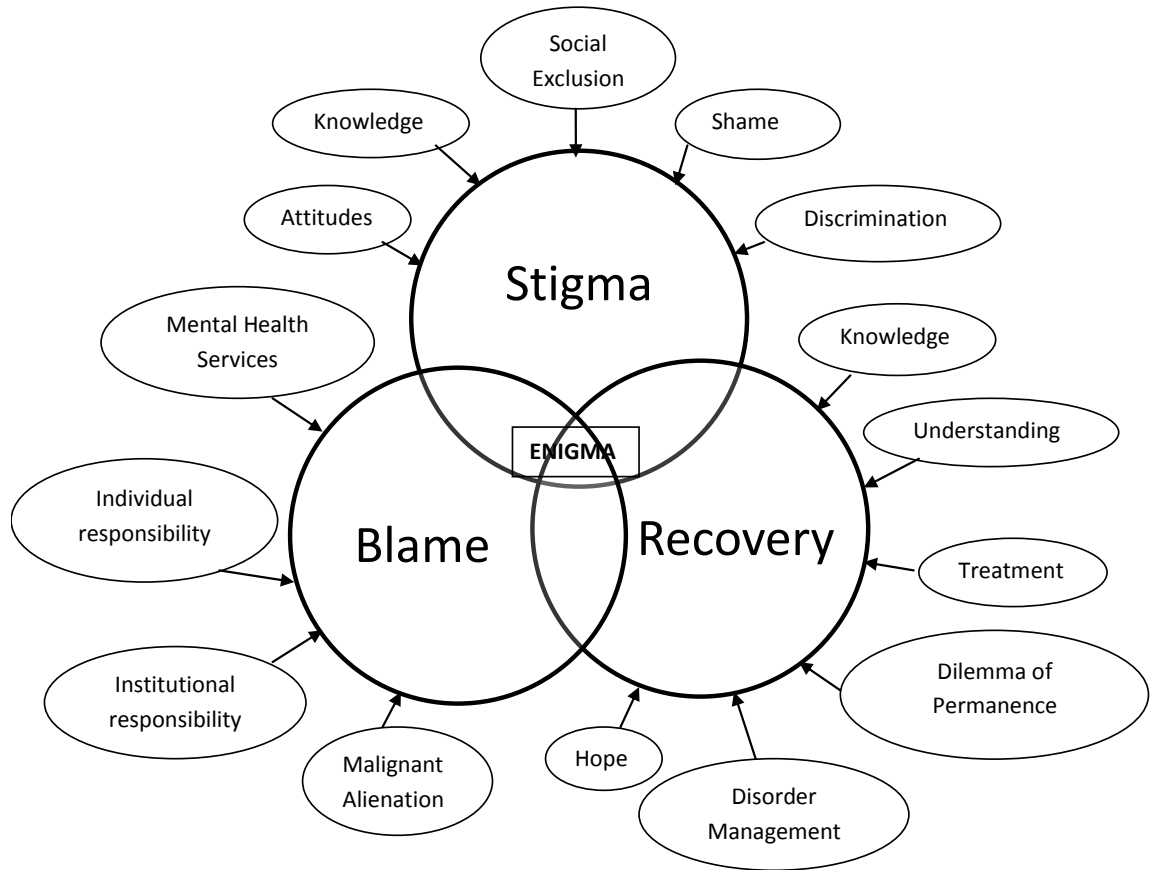 Social
Exclusion
Knowledge
Shame
Attitudes
Discrimination
Stigma
Mental Health
Services
Knowledge
Understanding
ENIGMA
Individual
responsibility
Blame
Recovery
Treatment
Institutional
responsibility
Dilemma of
Permanence
Malignant
Alienation
Hope
Disorder
Management